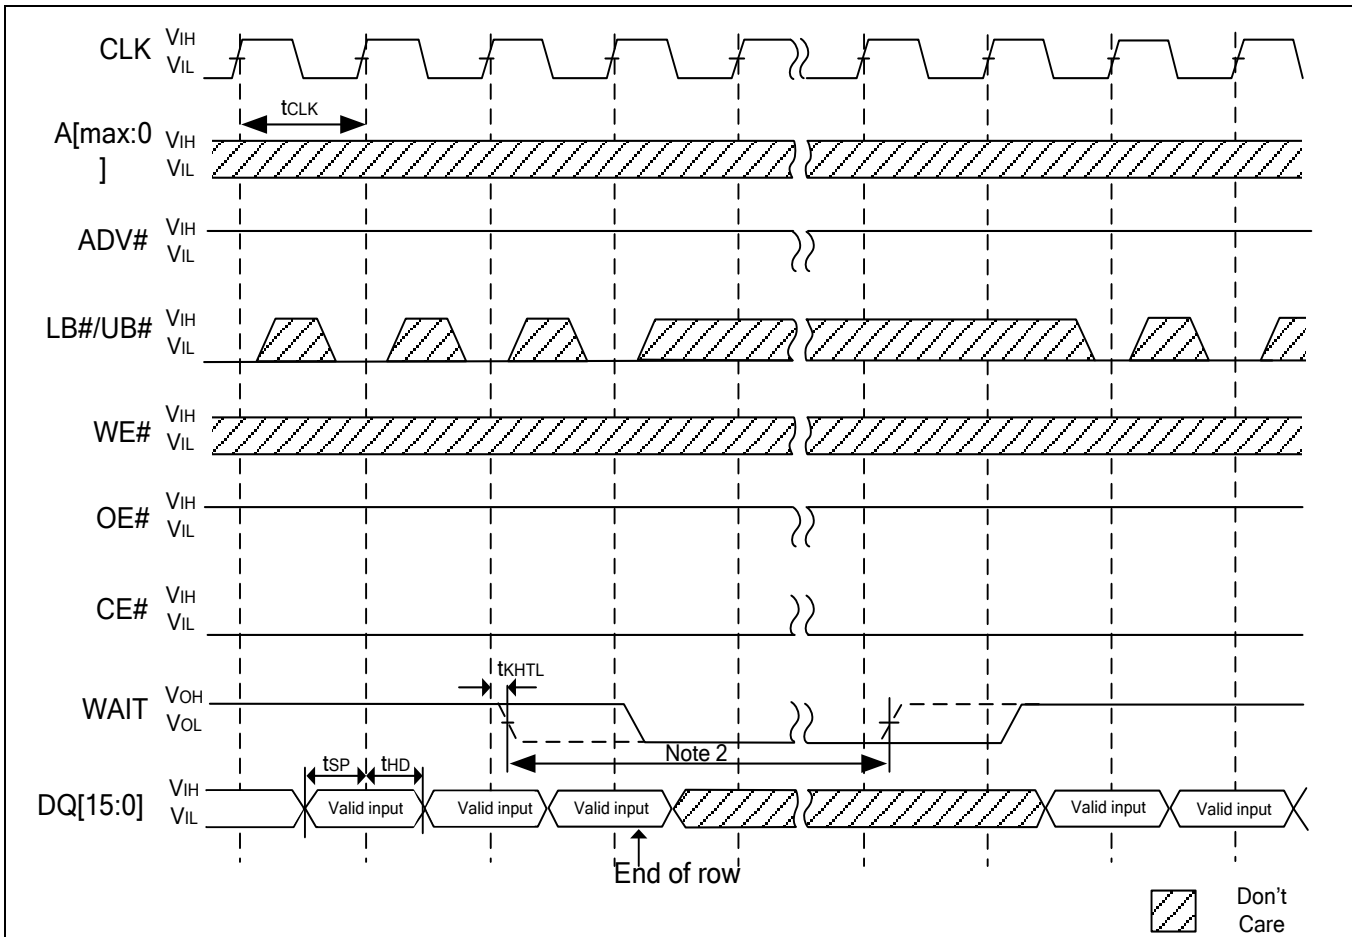 CLK VIH
VIL
tCLK
A[max:0
] VIH
VIL
ADV# VIH
VIL
LB#/UB# VIH
VIL
WE# VIH
VIL
OE# VIH
VIL
CE# VIH
VIL
tKHTL
WAIT VOH
VOL
Note 2
tSP tHD
DQ[15:0] VIH
VIL
Valid input Valid input Valid input Valid input Valid input
End of row
Don't
Care